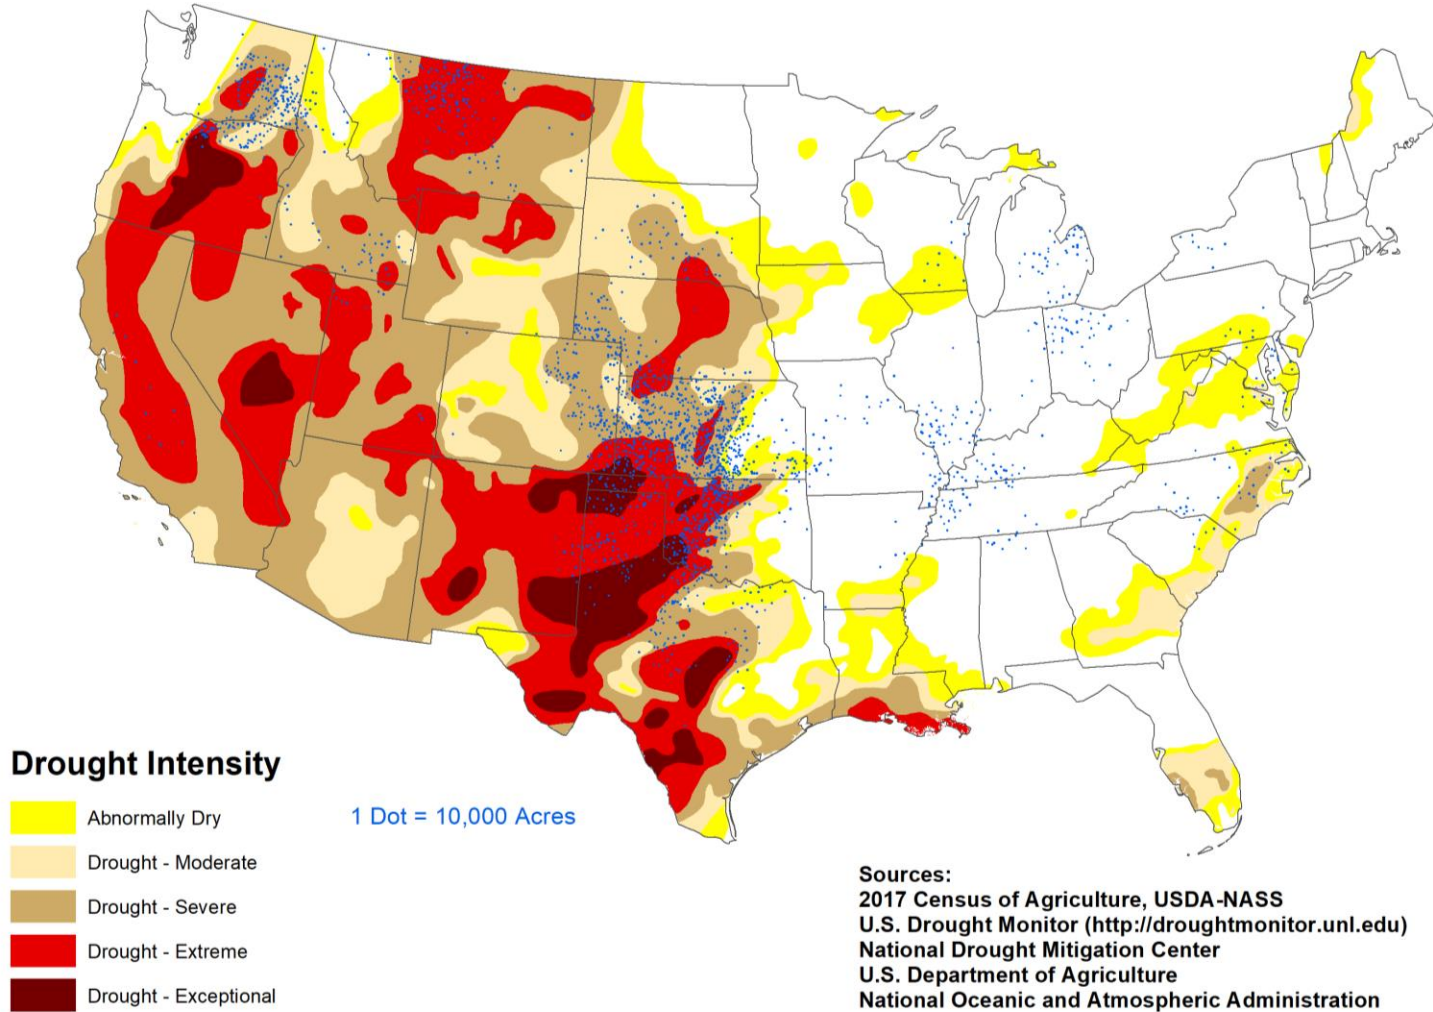 Drought Intensity
Abnormally Dry
Drought - Moderate
Drought - Severe
Drought - Extreme
Drought - Exceptional
1 Dot = 10,000 Acres
Sources:
2017 Census of Agriculture, USDA-NASS
U.S. Drought Monitor (http://droughtmonitor.unl.edu)
National Drought Mitigation Center
U.S. Department of Agriculture
National Oceanic and Atmospheric Administration